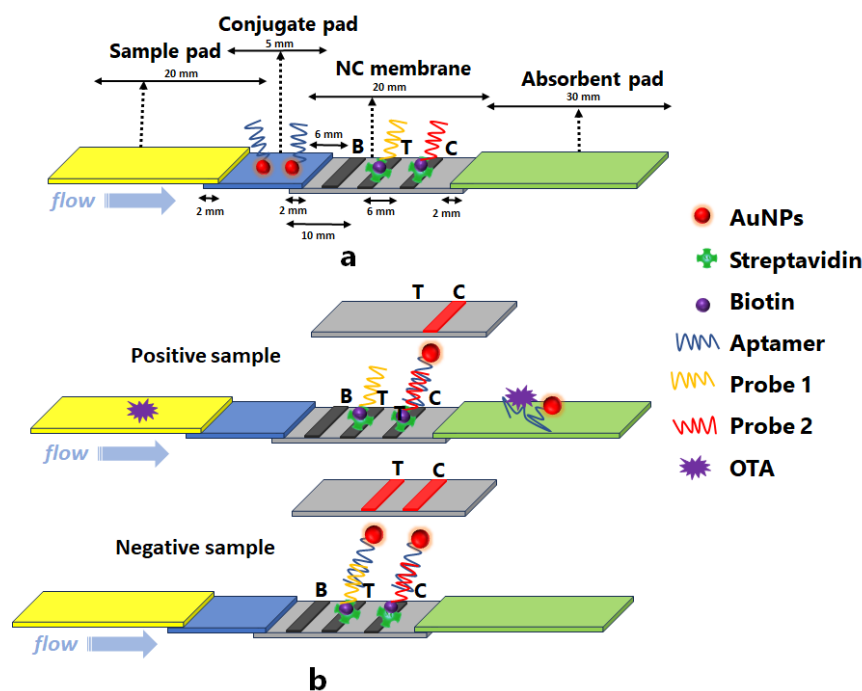 Conjugate pad
5 mm
Sample pad
20 mm
NC membrane
20 mm
Absorbent pad
30 mm
6 mm
B T C
flow
2 mm
2 mm
6 mm
2 mm
10 mm
a
AuNPs
Streptavidin
Biotin
Aptamer
Probe 1
Probe 2
OTA
T C
Positive sample
B T T C
flow
T C
Negative sample
B T C
flow
b